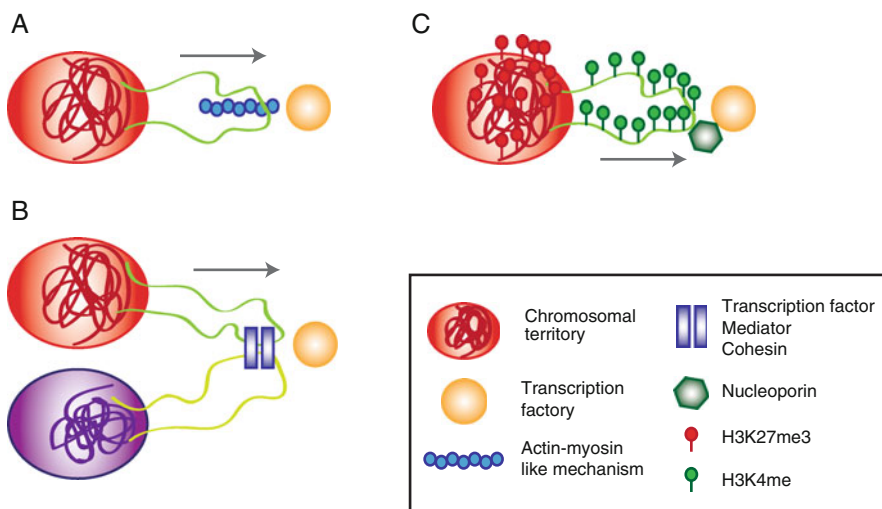 A
C
B
Chromosomal
territory
Transcription
factory
Actin-myosin
like mechanism
Transcription factor
Mediator
Cohesin
Nucleoporin
H3K27me3
H3K4me